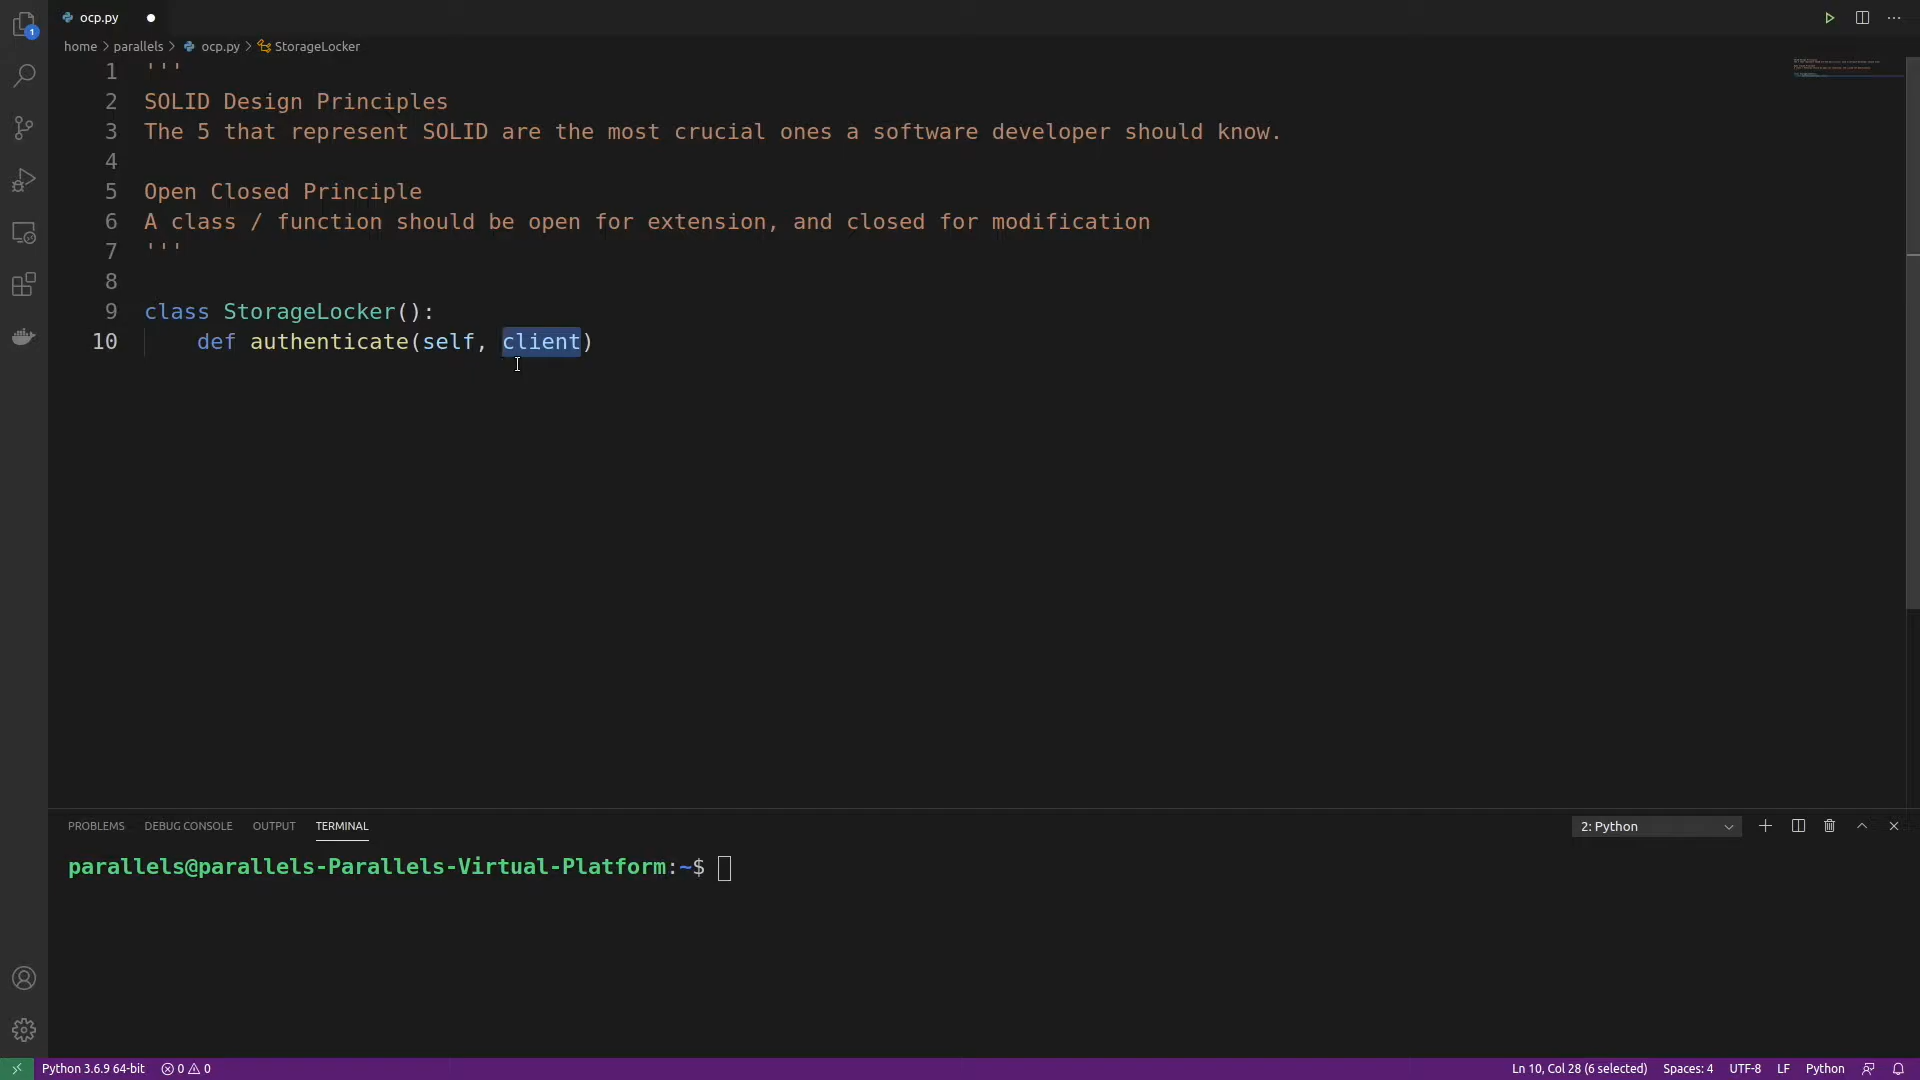 1
ocp.py
home parallels ocp.py StorageLocker
1 '''
2 SOLID Design Principles
3 The 5 that represent SOLID are the most crucial ones a software developer should know.
4
5 Open Closed Principle
6 A class / function should be open for extension, and closed for modification
7 '''
8
9 class StorageLocker():
10 def authenticate(self, client)
PROBLEMS DEBUG CONSOLE OUTPUT TERMINAL 2: Python
parallels@parallels-Parallels-Virtual-Platform:~$
Python 3.6.9 64-bit 0 0 Ln 10, Col 28 (6 selected) Spaces: 4 UTF-8 LF Python